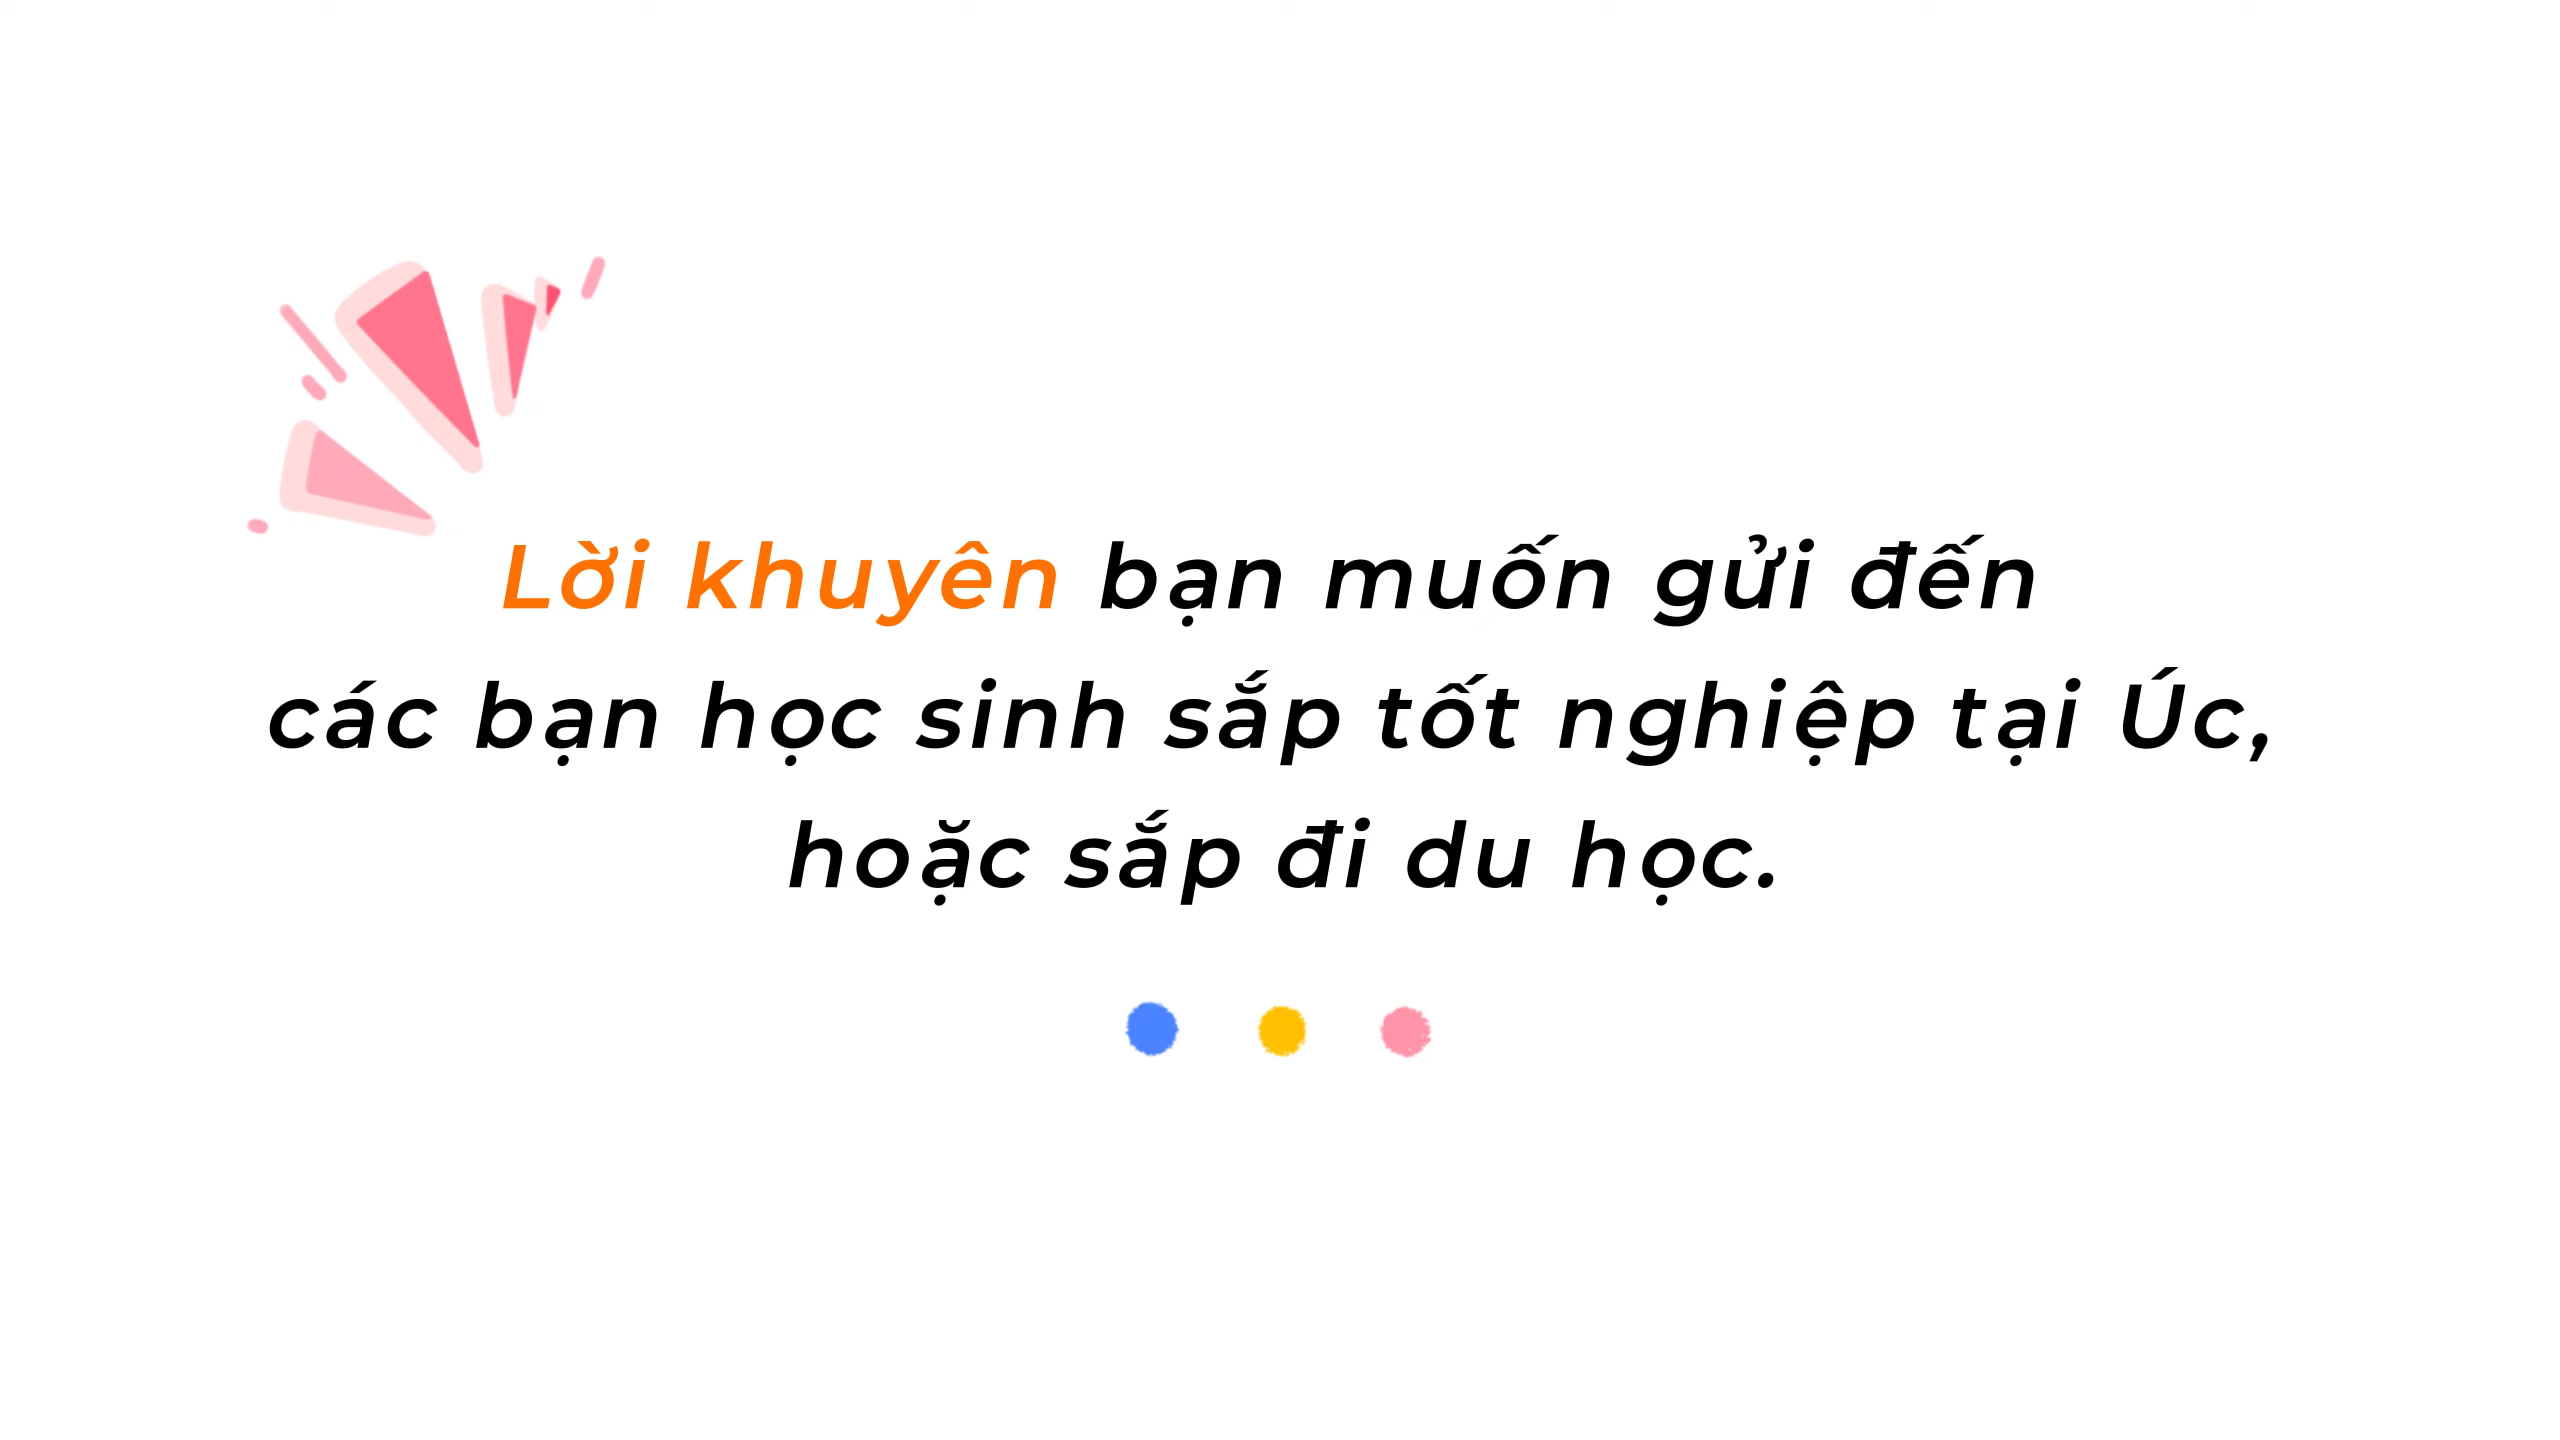 Lời khuyên bạn muốn gửi đến
các bạn học sinh sắp tốt nghiệp tại Úc,
hoặc sắp đi du học.